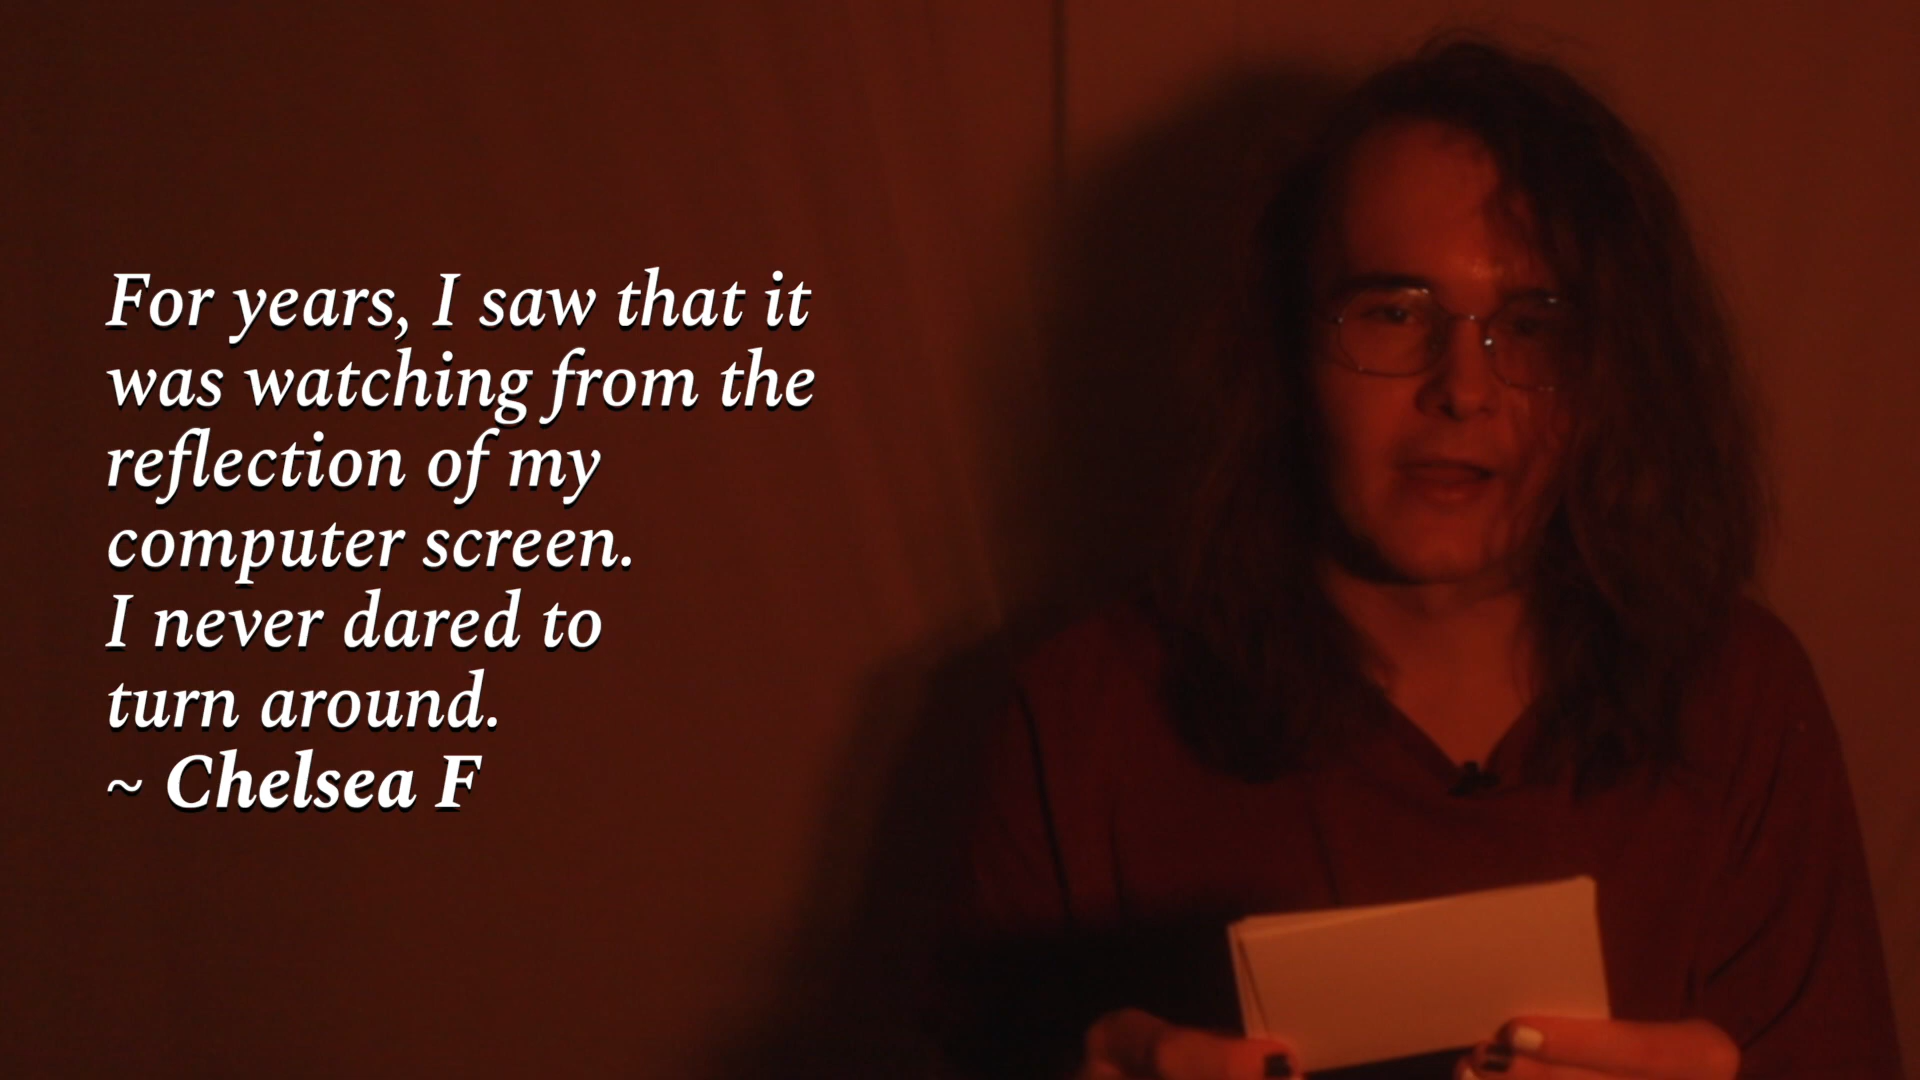 For years, I saw that it
was watching from the
reflection of my
computer screen.
I never dared to
turn around.
~ Chelsea F